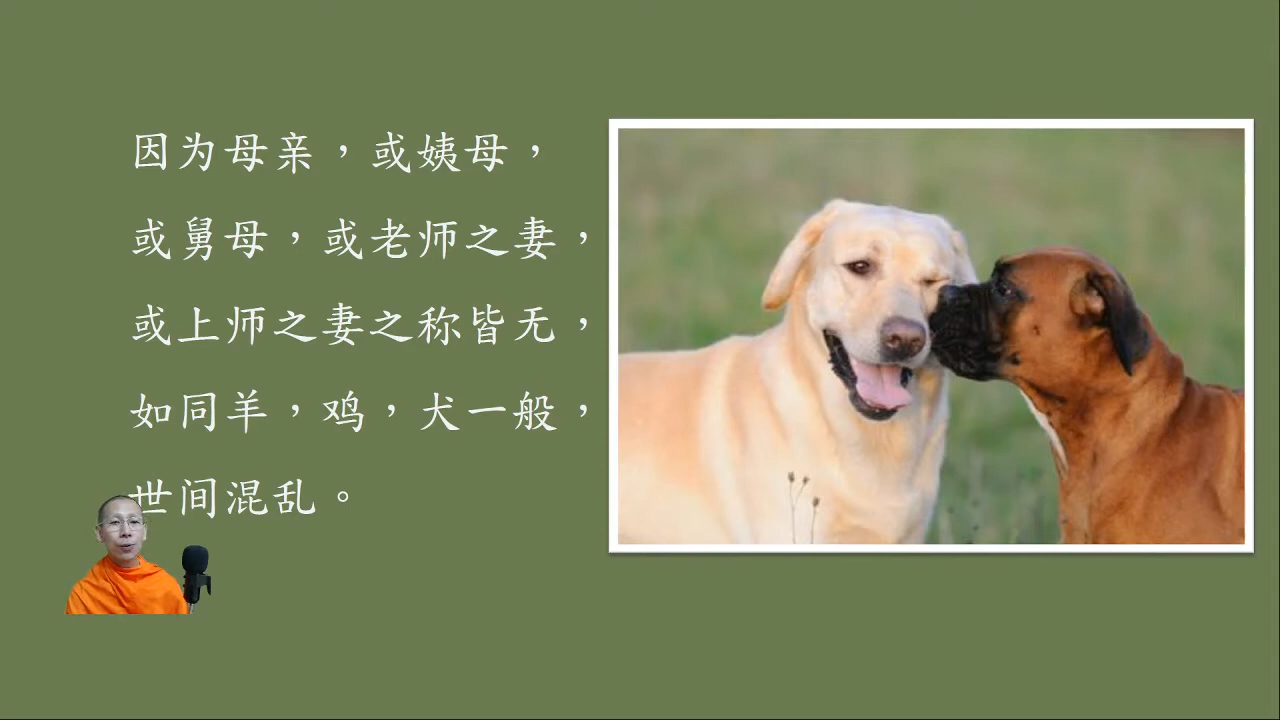 因为母亲，或姨母，
或舅母，或老师之妻，
或上师之妻之称皆无，
如同羊，鸡，犬一般，
世间混乱。